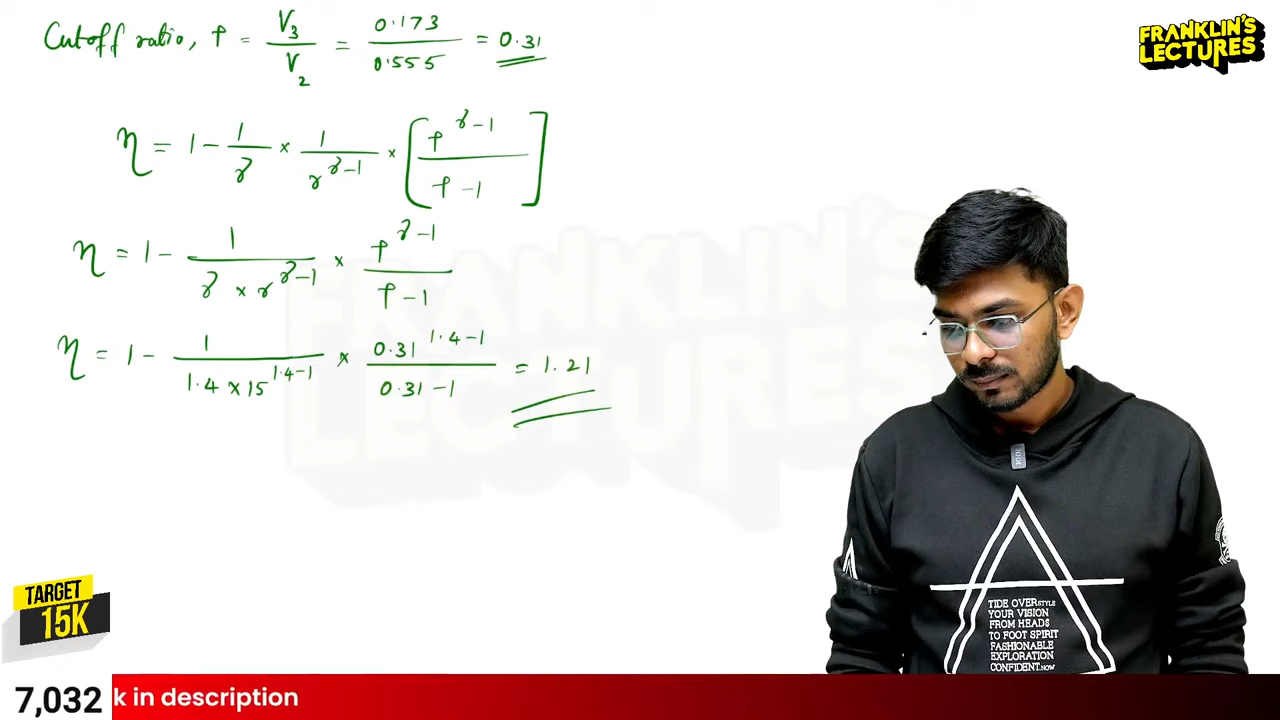 Cutoff ratio, ρ = V₃ / V₂ = 0.173 / 0.555 = 0.31
FRANKLIN'S
LECTURES
η = 1 - 1/γ × 1/r^(γ-1) × [ρ^(γ-1) / ρ-1]
η = 1 - 1/(γ × r^(γ-1)) × ρ^(γ-1) / ρ-1
η = 1 - 1/(1.4 × 15^(1.4-1)) × 0.31^(1.4-1) / 0.31-1 = 1.21
FRANKLIN'S
LECTURES
TIDE OVER STYLE
YOUR VISION
FROM HEADS
TO FOOT SPIRIT
FASHIONABLE
EXPLORATION
CONFIDENT.NOW
TARGET
15K
7,032
k in description